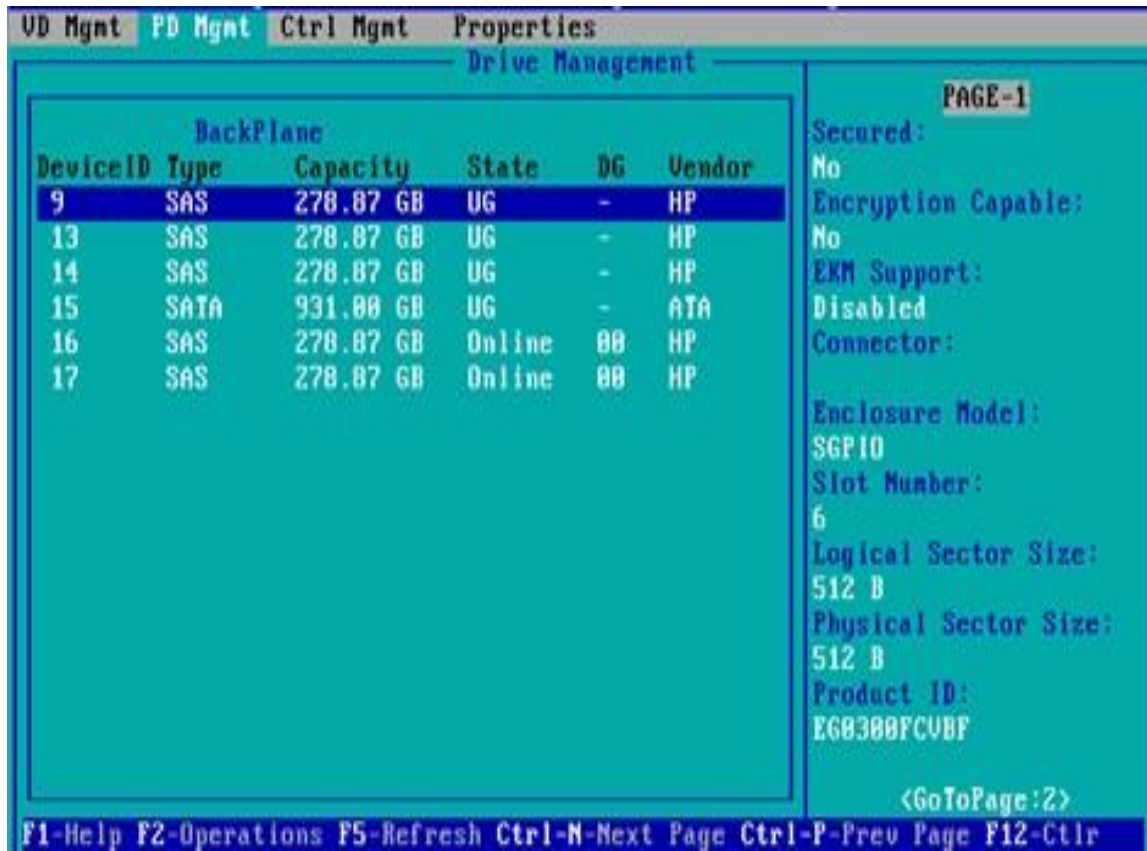 VD Mgmt PD Mgmt Ctrl Mgmt Properties
Drive Management
BackPlane
DeviceID Type Capacity State DG Vendor
9 SAS 278.87 GB UG - HP
13 SAS 278.87 GB UG - HP
14 SAS 278.87 GB UG - HP
15 SATA 931.00 GB UG - ATA
16 SAS 278.87 GB Online 00 HP
17 SAS 278.87 GB Online 00 HP
PAGE-1
Secured:
No
Encryption Capable:
No
EKM Support:
Disabled
Connector:
Enclosure Model:
SGPIO
Slot Number:
6
Logical Sector Size:
512 B
Physical Sector Size:
512 B
Product ID:
EG0300FCVBF
<GoToPage:2>
F1-Help F2-Operations F5-Refresh Ctrl-N-Next Page Ctrl-P-Prev Page F12-Ctlr